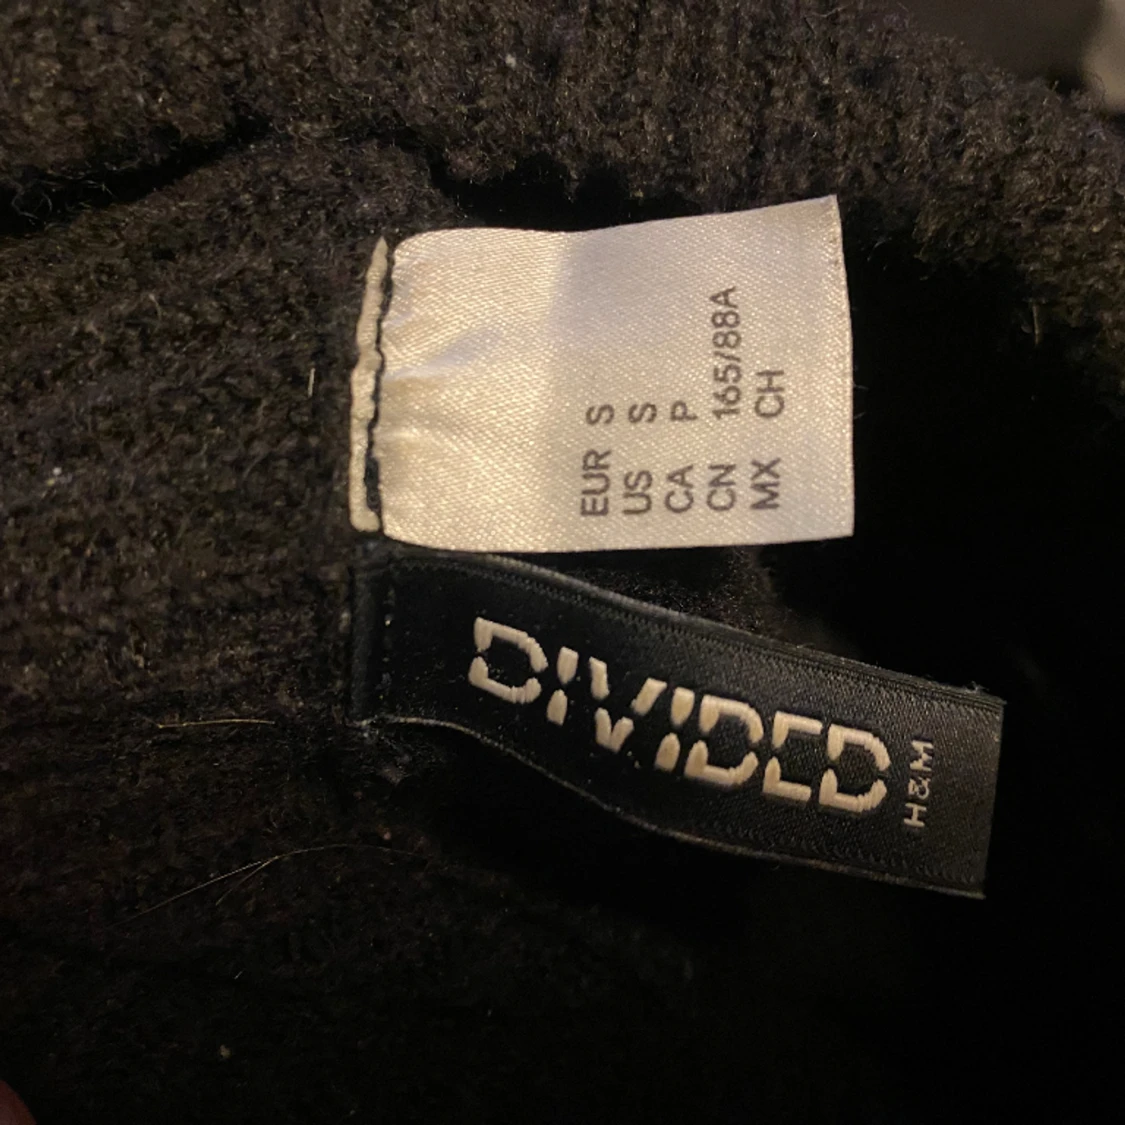 EUR S
US S
CA P
CN 165/88A
MX CH
DIVIDED
H&M